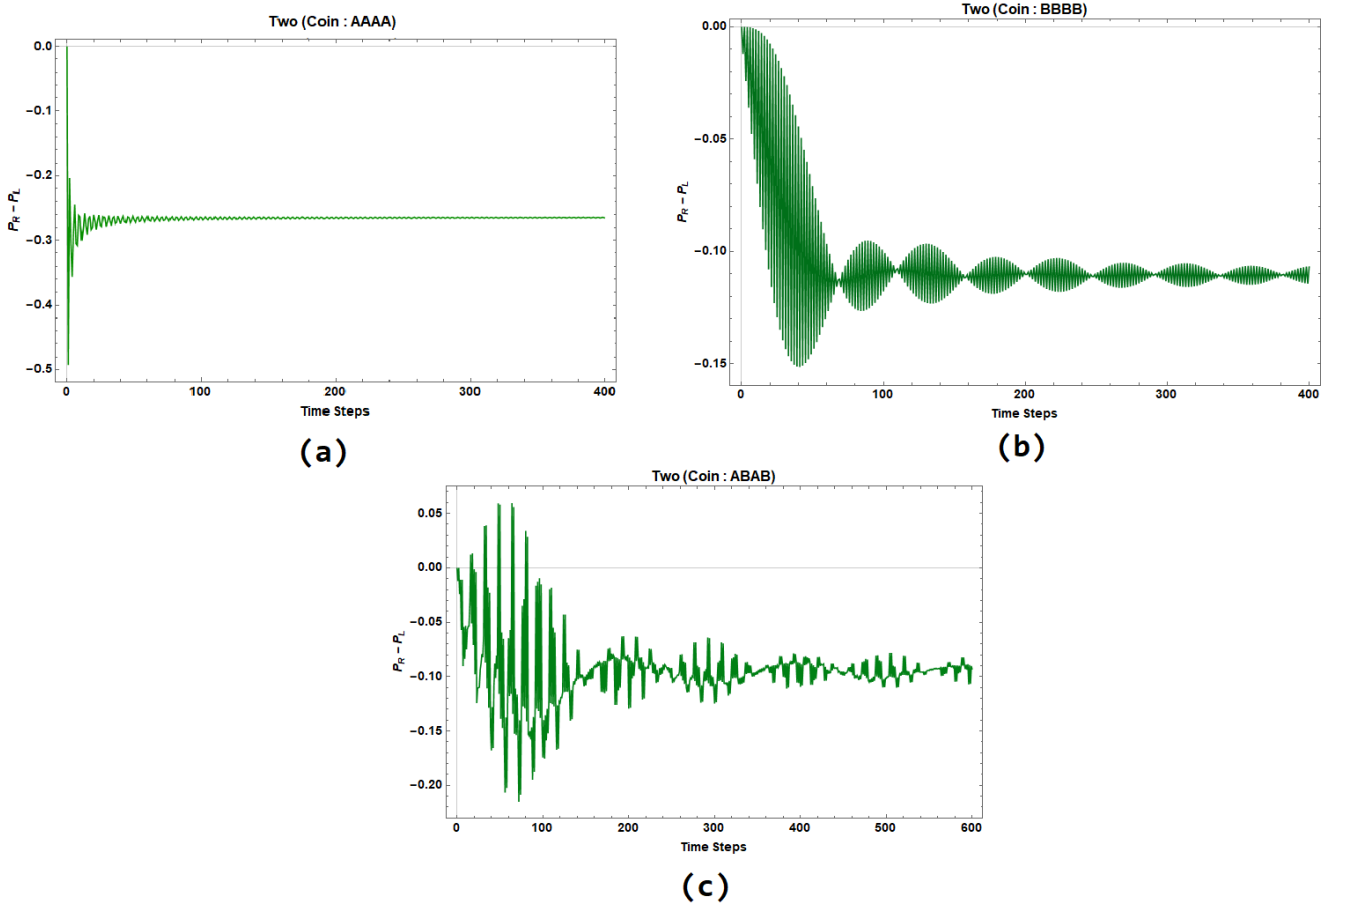 Two (Coin : AAAA)
0.0
−0.1
−0.2
−0.3
−0.4
−0.5
P_R − P_L
0
100
200
300
400
Time Steps
(a)
Two (Coin : BBBB)
0.00
−0.05
−0.10
−0.15
P_R − P_L
0
100
200
300
400
Time Steps
(b)
Two (Coin : ABAB)
0.05
0.00
−0.05
−0.10
−0.15
−0.20
P_R − P_L
0
100
200
300
400
500
600
Time Steps
(c)